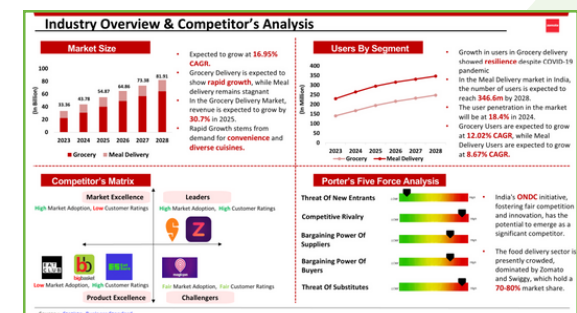 Industry Overview & Competitor's Analysis
Market Size
(In Billion)
100
80
60
40
20
0
33.36
43.78
54.87
64.86
73.38
81.91
2023 2024 2025 2026 2027 2028
Grocery Meal Delivery
Expected to grow at 16.95%
CAGR.
Grocery Delivery is expected to
show rapid growth, while Meal
delivery remains stagnant
In the Grocery Delivery Market,
revenue is expected to grow by
30.7% in 2025.
Rapid Growth stems from
demand for convenience and
diverse cuisines.
Users By Segment
(In Million)
400
350
300
250
200
150
100
50
0
2023 2024 2025 2026 2027 2028
Grocery Meal Delivery
Growth in users in Grocery delivery
showed resilience despite COVID-19
pandemic
In the Meal Delivery market in India,
the number of users is expected to
reach 346.6m by 2028.
The user penetration in the market
will be at 18.4% in 2024.
Grocery Users are expected to grow
at 12.02% CAGR, while Meal
Delivery Users are expected to grow
at 8.67% CAGR.
Competitor's Matrix
Market Excellence
High Market Adoption, Low Customer Ratings
Leaders
High Market Adoption, High Customer Ratings
bb
bigbasket
Low Market Adoption, High Customer Ratings
Product Excellence
Fair Market Adoption, Fair Customer Ratings
Challengers
Porter's Five Force Analysis
Threat Of New Entrants
Competitive Rivalry
Bargaining Power Of
Suppliers
Bargaining Power Of
Buyers
Threat Of Substitutes
India's ONDC initiative,
fostering fair competition
and innovation, has the
potential to emerge as a
significant competitor.
The food delivery sector is
presently crowded,
dominated by Zomato
and Swiggy, which hold a
70-80% market share.